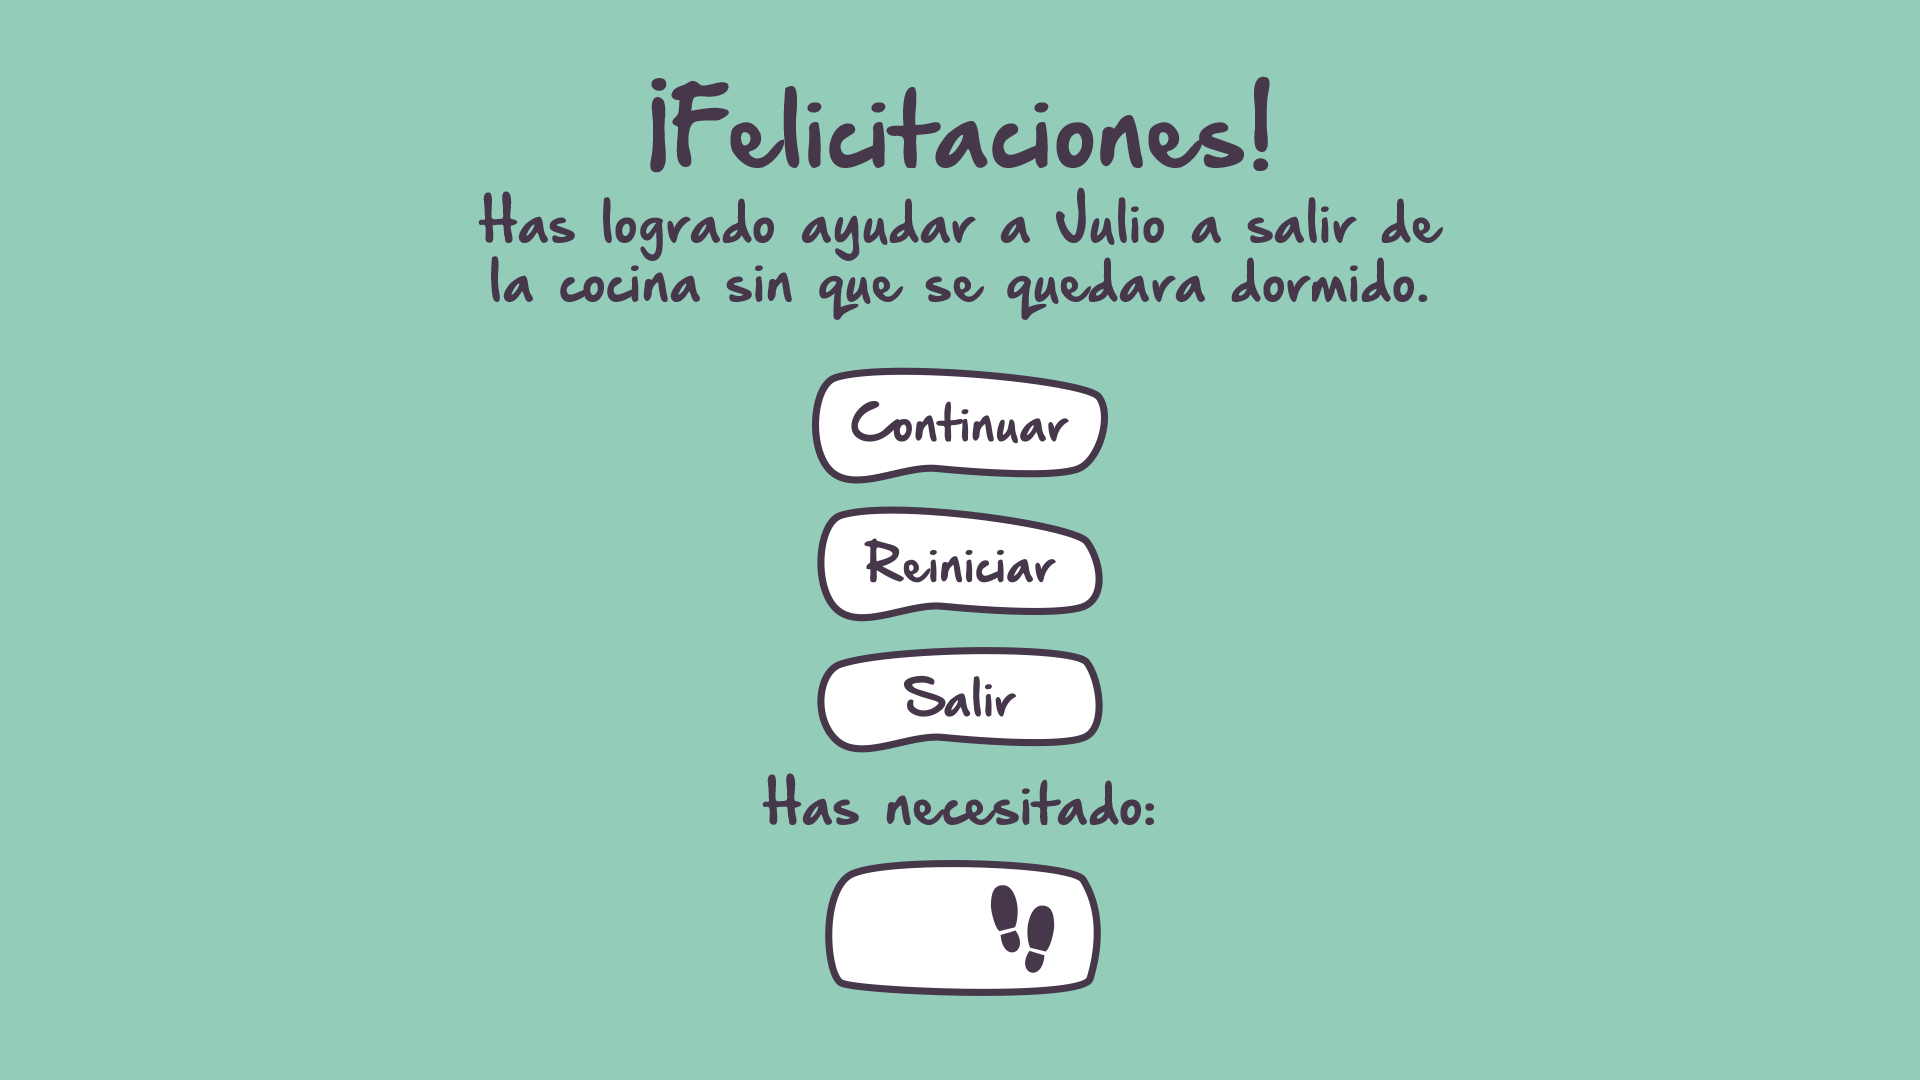 ¡Felicitaciones!
Has logrado ayudar a Julio a salir de
la cocina sin que se quedara dormido.
Continuar
Reiniciar
Salir
Has necesitado: